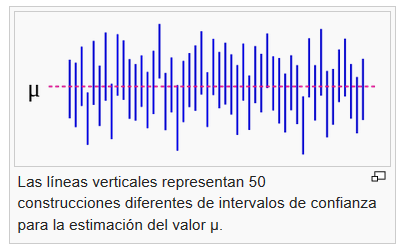 μ
Las líneas verticales representan 50
construcciones diferentes de intervalos de confianza
para la estimación del valor μ.